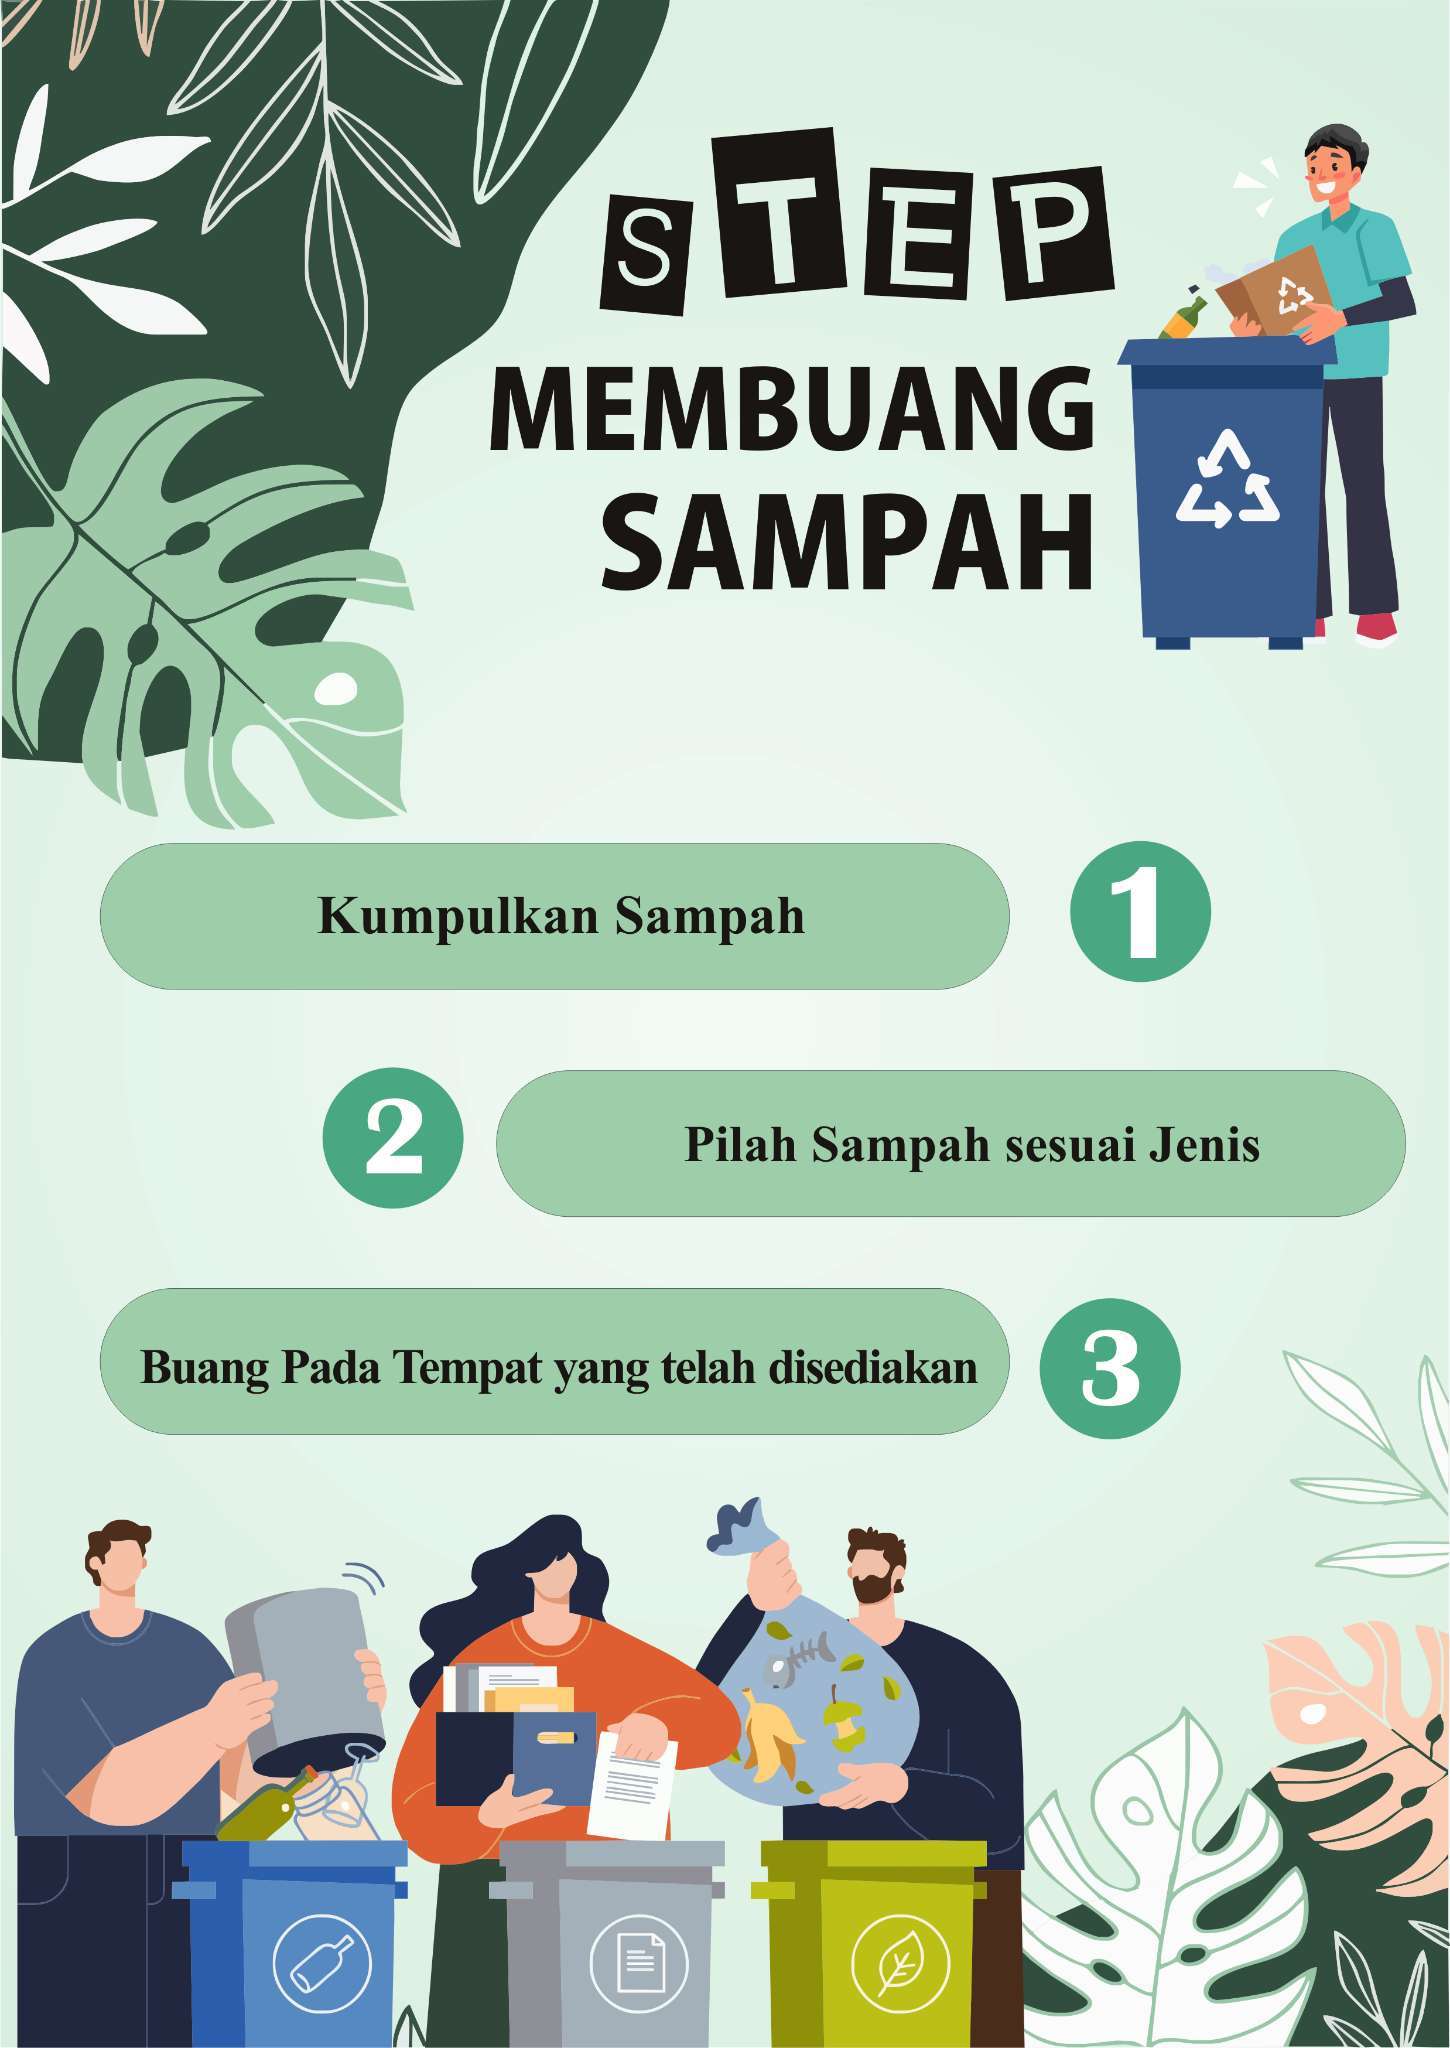 STEP
MEMBUANG
SAMPAH
Kumpulkan Sampah
1
2
Pilah Sampah sesuai Jenis
Buang Pada Tempat yang telah disediakan
3